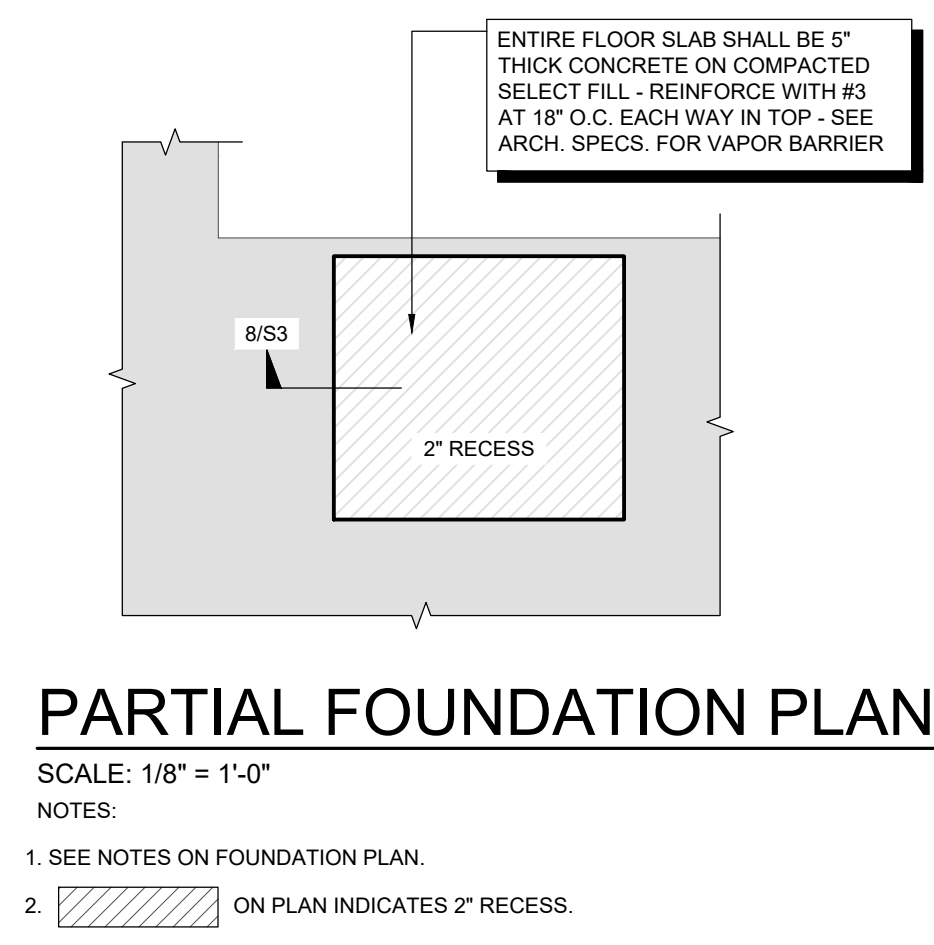 ENTIRE FLOOR SLAB SHALL BE 5"
THICK CONCRETE ON COMPACTED
SELECT FILL - REINFORCE WITH #3
AT 18" O.C. EACH WAY IN TOP - SEE
ARCH. SPECS. FOR VAPOR BARRIER
8/S3
2" RECESS
PARTIAL FOUNDATION PLAN
SCALE: 1/8" = 1'-0"
NOTES:
1. SEE NOTES ON FOUNDATION PLAN.
2. ON PLAN INDICATES 2" RECESS.